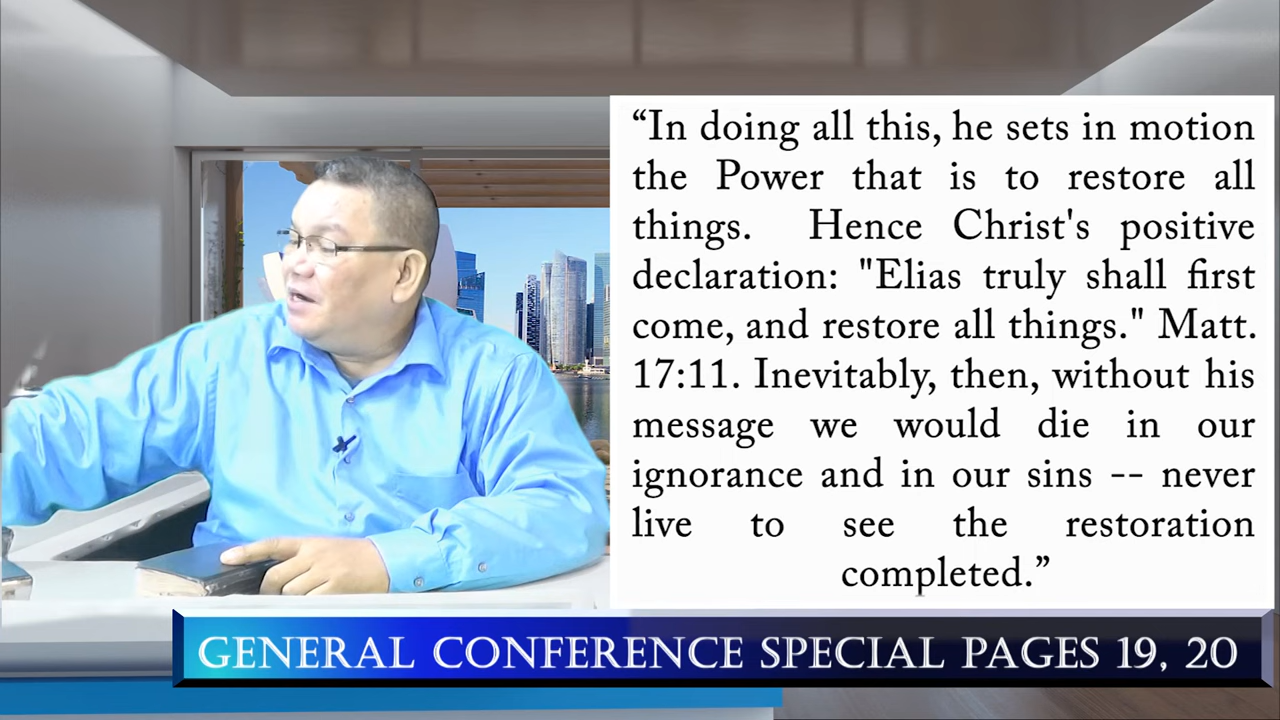 “In doing all this, he sets in motion
the Power that is to restore all
things. Hence Christ's positive
declaration: "Elias truly shall first
come, and restore all things." Matt.
17:11. Inevitably, then, without his
message we would die in our
ignorance and in our sins -- never
live to see the restoration
completed.”
GENERAL CONFERENCE SPECIAL PAGES 19, 20